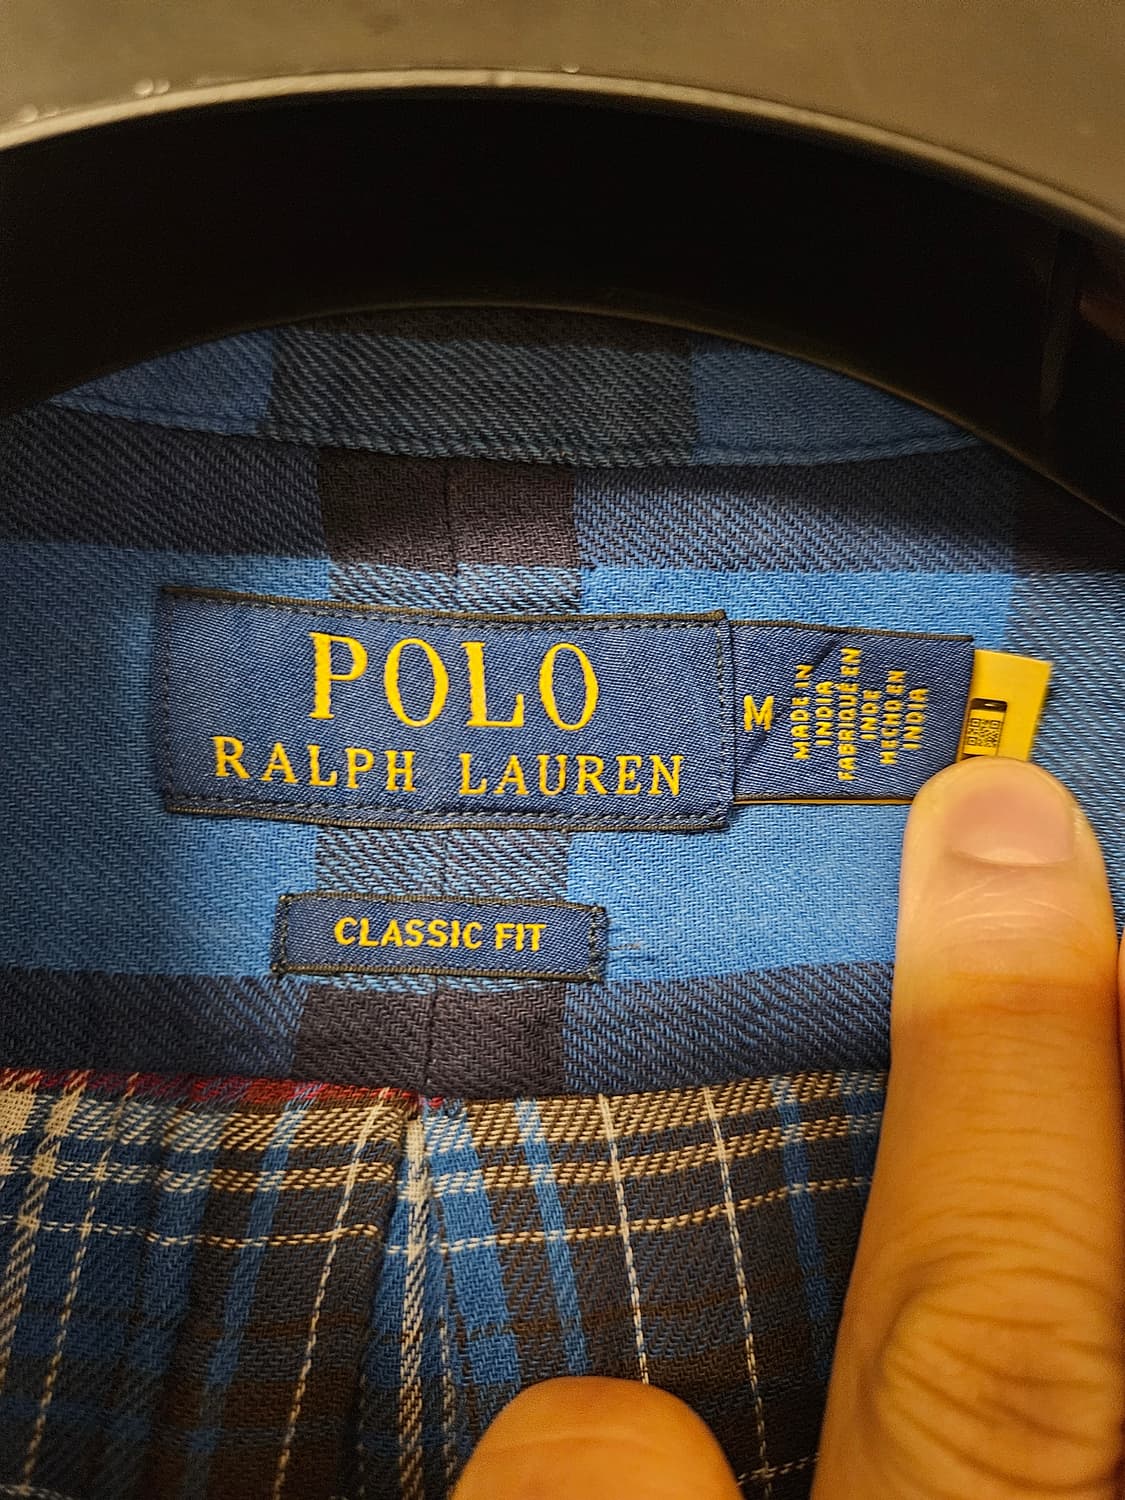 POLO
RALPH LAUREN
M
MADE IN
INDIA
FABRIQUÉ EN
INDE
HECHO EN
INDIA
CLASSIC FIT